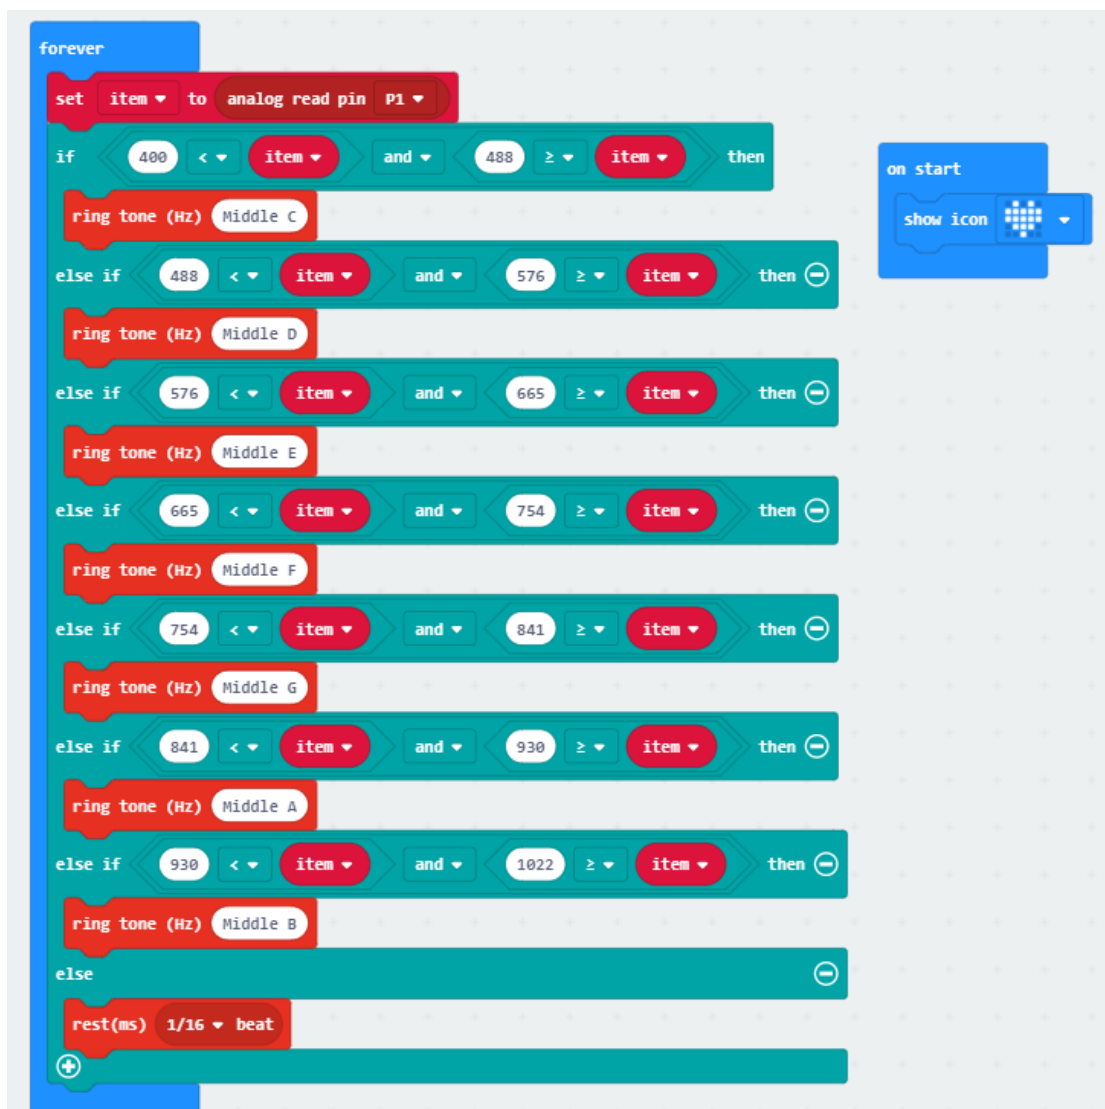 forever
set item to analog read pin P1
if 400 < item and 488 ≥ item then
ring tone (Hz) Middle C
else if 488 < item and 576 ≥ item then
ring tone (Hz) Middle D
else if 576 < item and 665 ≥ item then
ring tone (Hz) Middle E
else if 665 < item and 754 ≥ item then
ring tone (Hz) Middle F
else if 754 < item and 841 ≥ item then
ring tone (Hz) Middle G
else if 841 < item and 930 ≥ item then
ring tone (Hz) Middle A
else if 930 < item and 1022 ≥ item then
ring tone (Hz) Middle B
else
rest(ms) 1/16 beat
on start
show icon